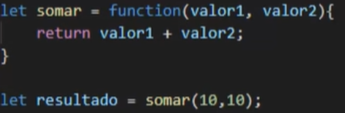 let somar = function(valor1, valor2){
    return valor1 + valor2;
}

let resultado = somar(10,10);